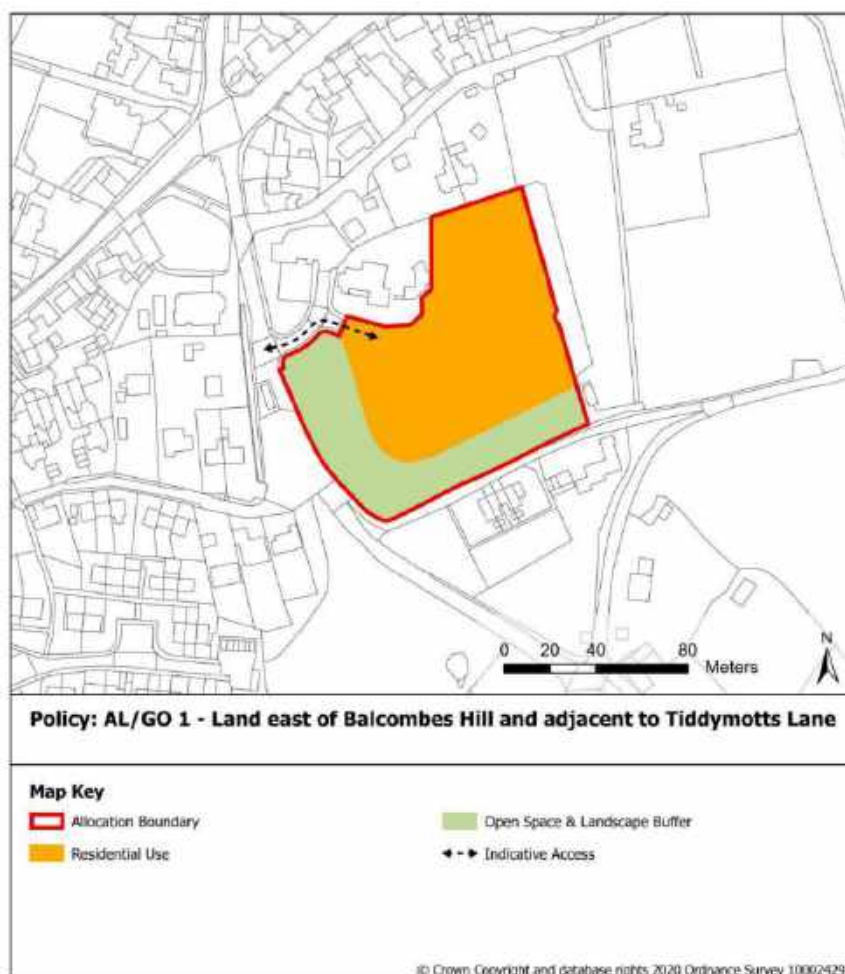 N
0 20 40 80 Meters
Policy: AL/GO 1 - Land east of Balcombes Hill and adjacent to Tiddymotts Lane
Map Key
Allocation Boundary
Open Space & Landscape Buffer
Residential Use
Indicative Access
© Crown Copyright and database rights 2020 Ordnance Survey 10002429